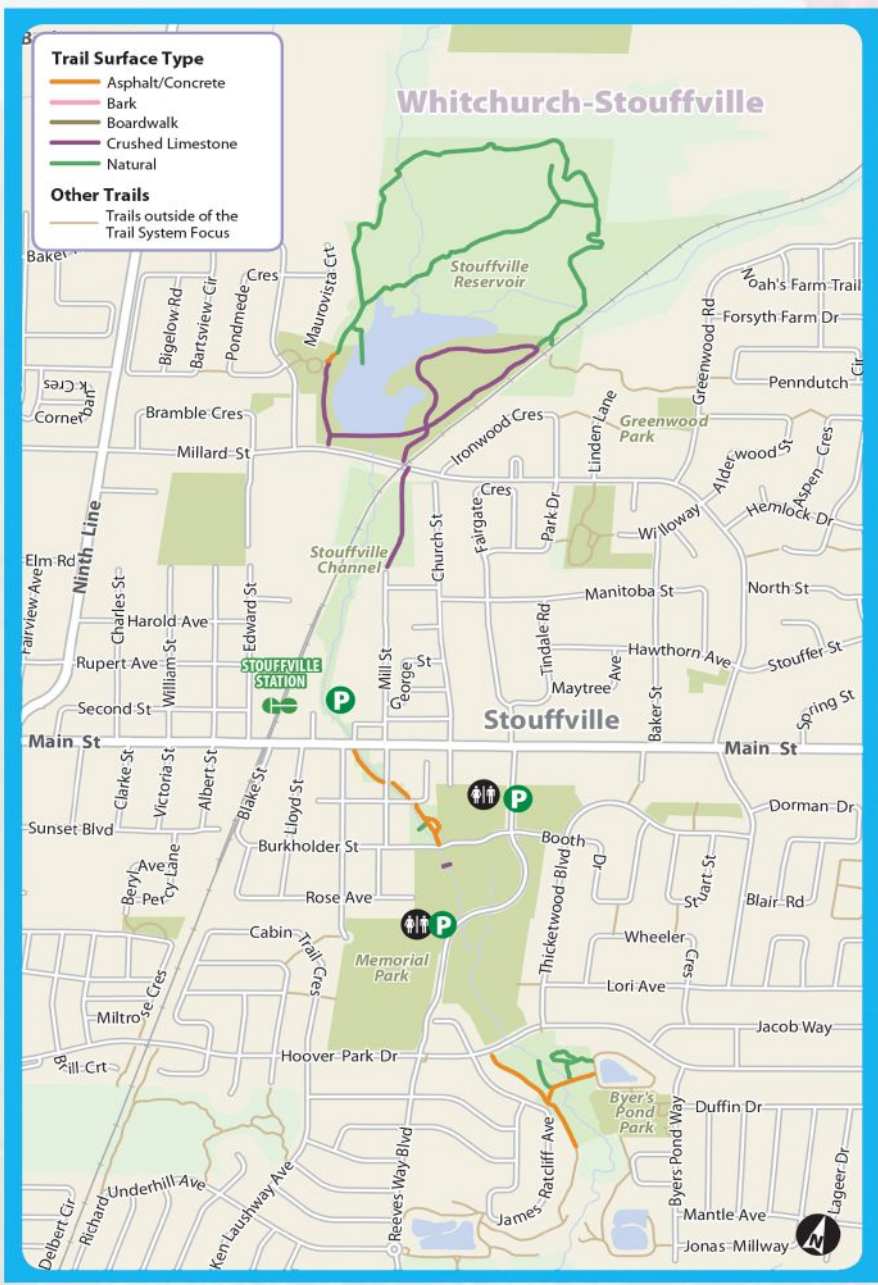 Trail Surface Type
Asphalt/Concrete
Bark
Boardwalk
Crushed Limestone
Natural
Other Trails
Trails outside of the
Trail System Focus
Whitchurch-Stouffville
Stouffville
Reservoir
Maurovista Crt
Cres
Pondmede
Bartsview Cir
Bigelow Rd
Noah's Farm Trail
Forsyth Farm Dr
Greenwood Rd
Penndutch
Cir
k Cres
Corner
ban
Bramble Cres
Millard St
Ironwood Cres
Linden Lane
Greenwood
Park
Alderwood St
Aspen Cres
Hemlock Dr
Willoway
Fairgate
Cres
Park Dr
Church St
Ninth Line
Stouffville
Channel
Elm Rd
Fairview Ave
Charles St
Harold Ave
William St
Edward St
Rupert Ave
Second St
STOUFFVILLE
STATION
P
Mill St
George St
Manitoba St
North St
Tindale Rd
Hawthorn Ave
Stouffer St
Maytree Ave
Baker St
Spring St
Stouffville
Main St
Main St
Clarke St
Victoria St
Albert St
Blake St
Lloyd St
P
Dorman Dr
Sunset Blvd
Burkholder St
Booth
Dr
Beryl Ave
Percy Lane
Rose Ave
Thicketwood Blvd
Stuart St
Blair Rd
P
Cabin
Trail Cres
Memorial
Park
Wheeler
Cres
Lori Ave
Miltrose Cres
Jacob Way
Brill Crt
Hoover Park Dr
Byer's
Pond
Park
Duffin Dr
Byers Pond Way
James Ratcliff Ave
Reeves Way Blvd
Ken Laushway Ave
Richard Underhill Ave
Delbert Cir
Mantle Ave
Lageer Dr
Jonas Millway
N